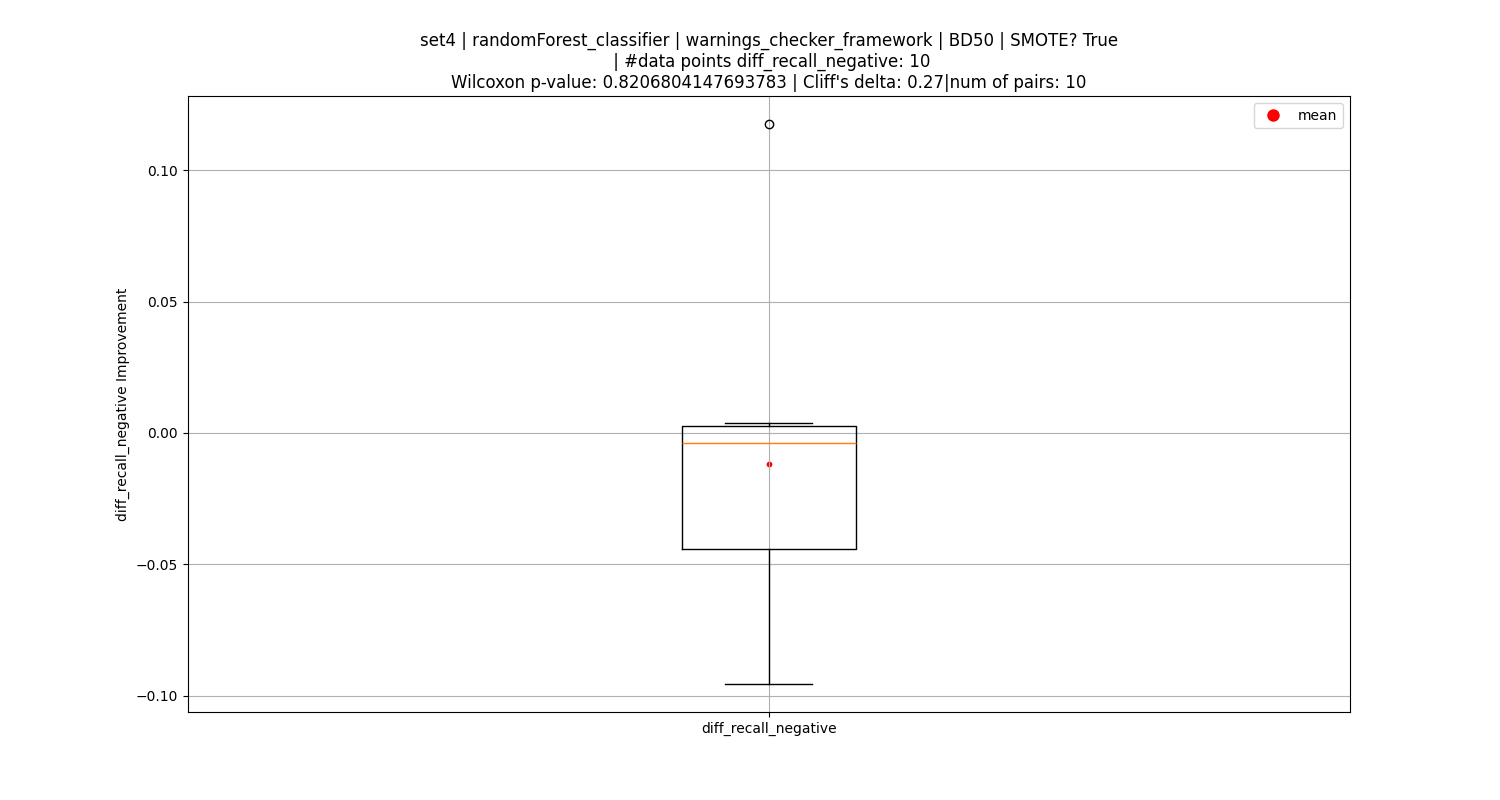 set4 | randomForest_classifier | warnings_checker_framework | BD50 | SMOTE? True
| #data points diff_recall_negative: 10
Wilcoxon p-value: 0.8206804147693783 | Cliff's delta: 0.27|num of pairs: 10
mean
0.10
0.05
0.00
−0.05
−0.10
diff_recall_negative Improvement
diff_recall_negative